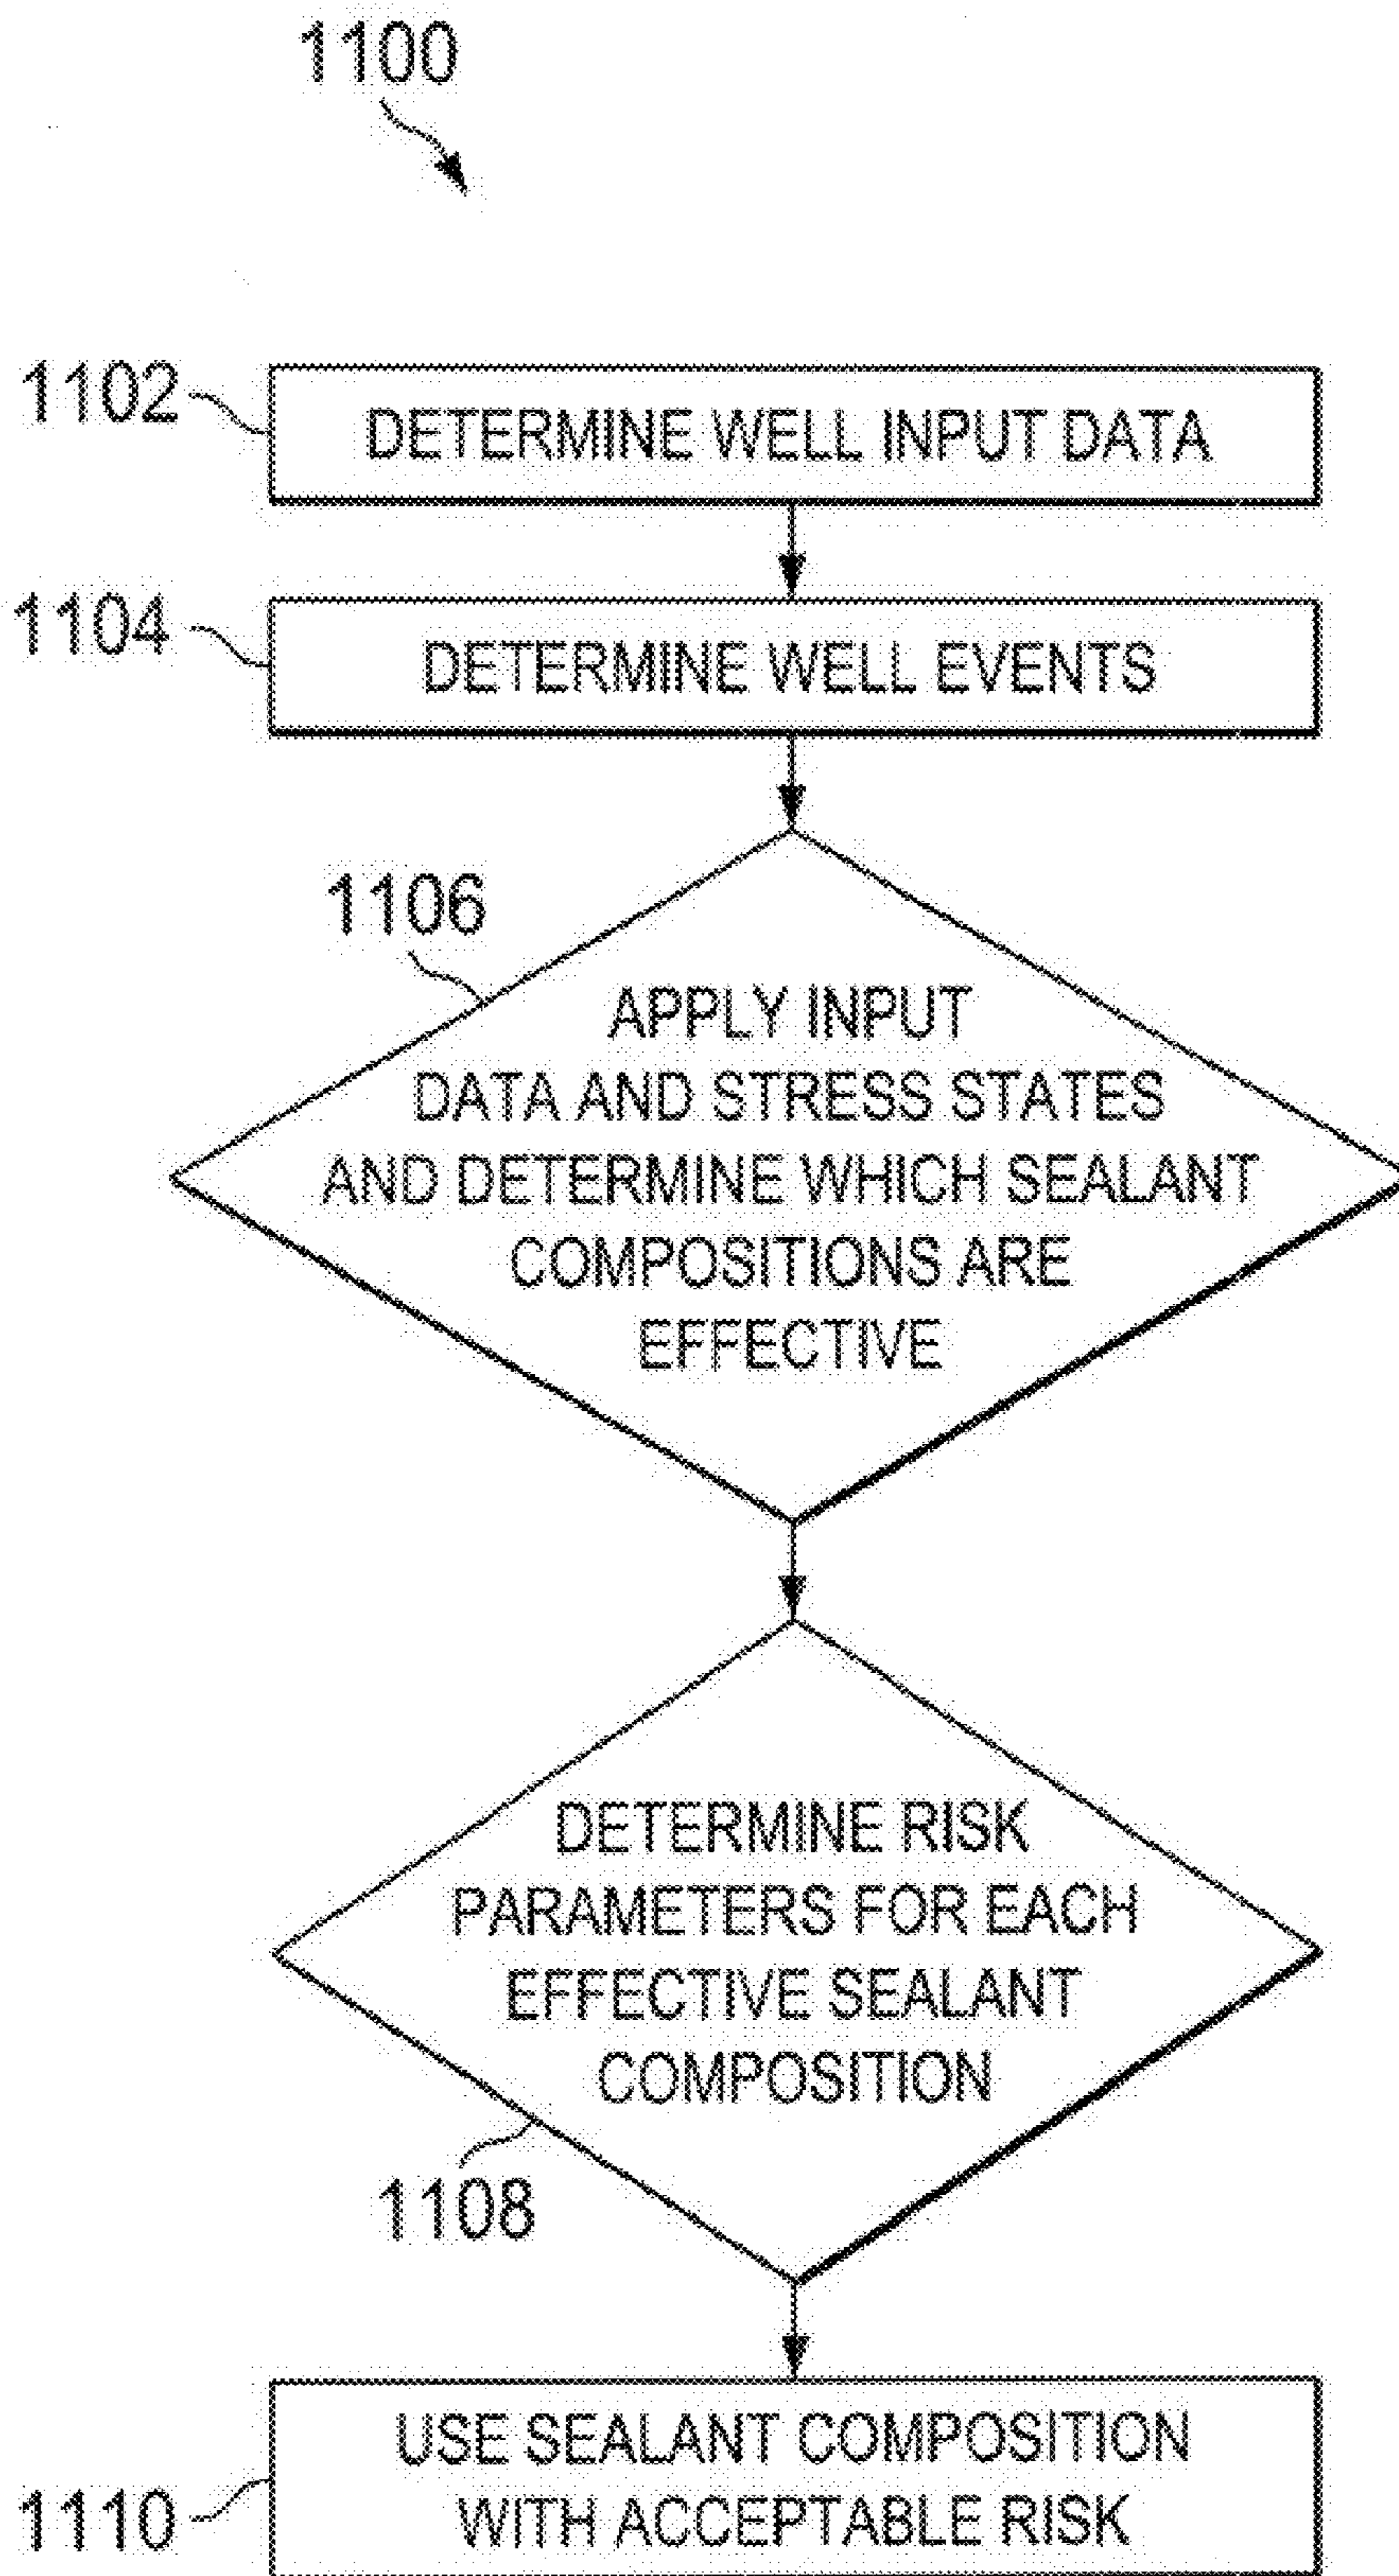 1100
1102
DETERMINE WELL INPUT DATA
1104
DETERMINE WELL EVENTS
1106
APPLY INPUT
DATA AND STRESS STATES
AND DETERMINE WHICH SEALANT
COMPOSITIONS ARE
EFFECTIVE
DETERMINE RISK
PARAMETERS FOR EACH
EFFECTIVE SEALANT
COMPOSITION
1108
USE SEALANT COMPOSITION
WITH ACCEPTABLE RISK
1110